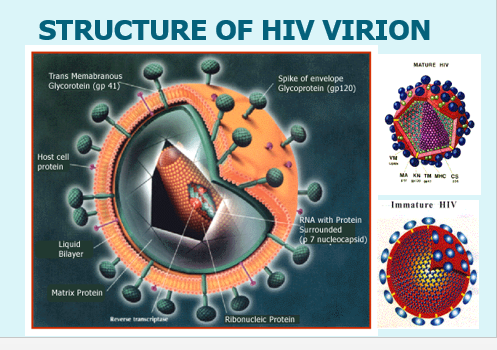 STRUCTURE OF HIV VIRION
Trans Memabranous
Glycorotein (gp 41)
Spike of envelope
Glycoprotein (gp120)
Host cell
protein
RNA with Protein
Surrounded
(p 7 nucleocapsid)
Liquid
Bilayer
Matrix Protein
Reverse transcriptase
Ribonucleic Protein
MATURE HIV
VM
MA KN TM MHC CS
Immature HIV